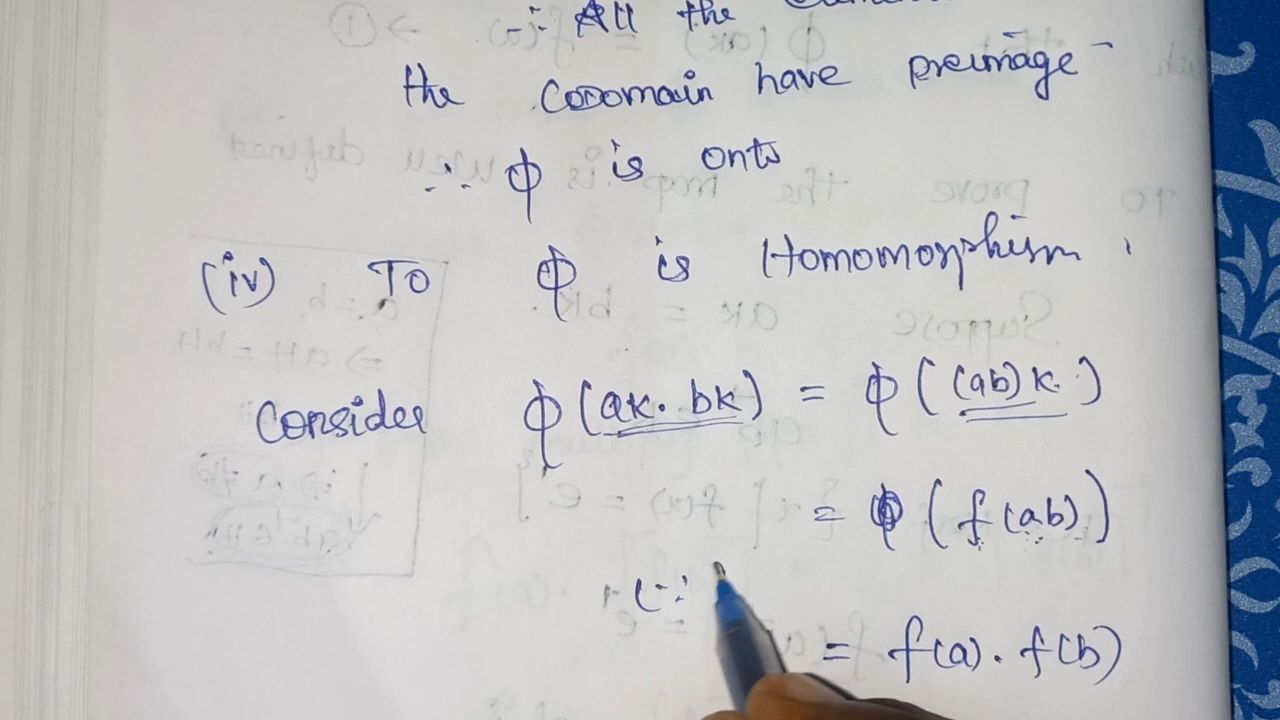 ∴ All the
the codomain have preimage
∴ ϕ is onto
(iv) To ϕ is Homomorphism.
Consider ϕ(ak. bk) = ϕ((ab)k.)
= ϕ(f(ab))
(∵
= f(a). f(b)